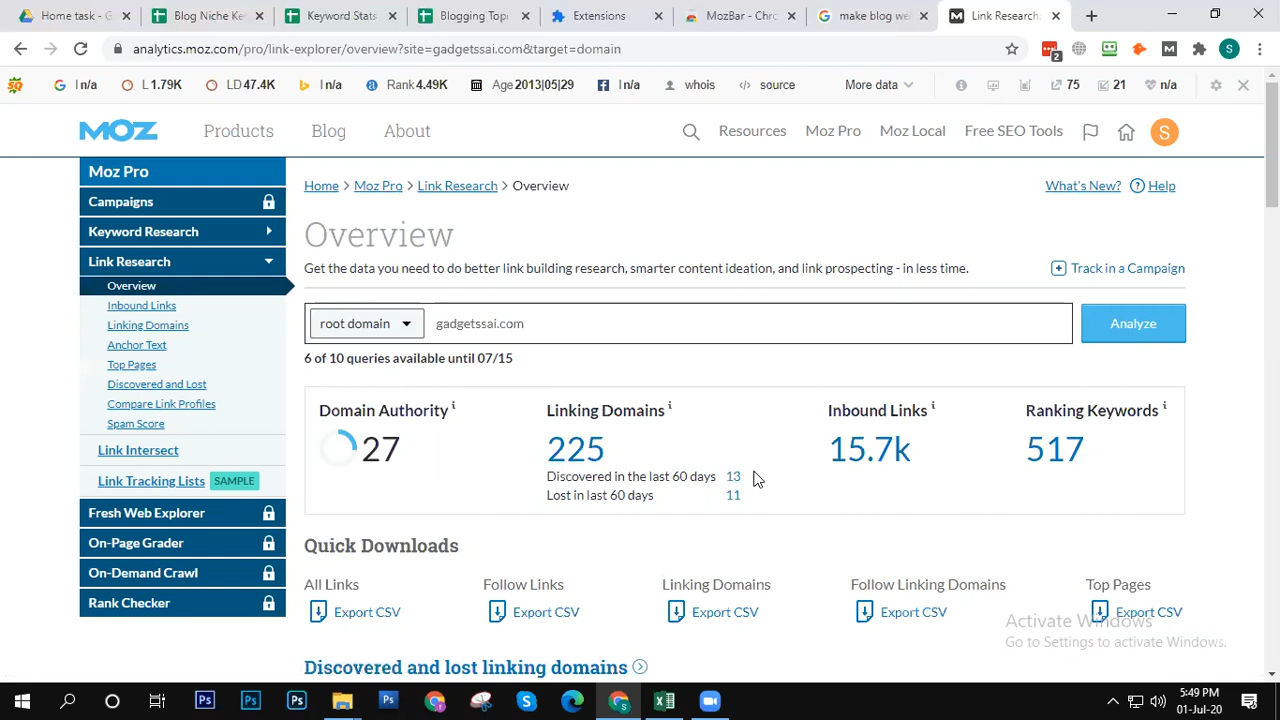 Home task - G
Blog Niche Ke
Keyword Stats
Blogging Top
Extensions
MozBar - Chr
make blog we
Link Research
analytics.moz.com/pro/link-explorer/overview?site=gadgetssai.com&target=domain
2
S
I n/a
L 1.79K
LD 47.4K
I n/a
Rank 4.49K
Age 2013|05|29
I n/a
whois
source
More data
75
21
n/a
MOZ
Products
Blog
About
Resources
Moz Pro
Moz Local
Free SEO Tools
S
Moz Pro
Campaigns
Keyword Research
Link Research
Overview
Inbound Links
Linking Domains
Anchor Text
Top Pages
Discovered and Lost
Compare Link Profiles
Spam Score
Link Intersect
Link Tracking Lists SAMPLE
Fresh Web Explorer
On-Page Grader
On-Demand Crawl
Rank Checker
Home > Moz Pro > Link Research > Overview
What's New? Help
Overview
Get the data you need to do better link building research, smarter content ideation, and link prospecting - in less time.
Track in a Campaign
root domain
gadgetssai.com
Analyze
6 of 10 queries available until 07/15
Domain Authority
27
Linking Domains
225
Discovered in the last 60 days 13
Lost in last 60 days 11
Inbound Links
15.7k
Ranking Keywords
517
Quick Downloads
All Links
Export CSV
Follow Links
Export CSV
Linking Domains
Export CSV
Follow Linking Domains
Export CSV
Top Pages
Export CSV
Activate Windows
Go to Settings to activate Windows.
Discovered and lost linking domains
5:49 PM
01-Jul-20